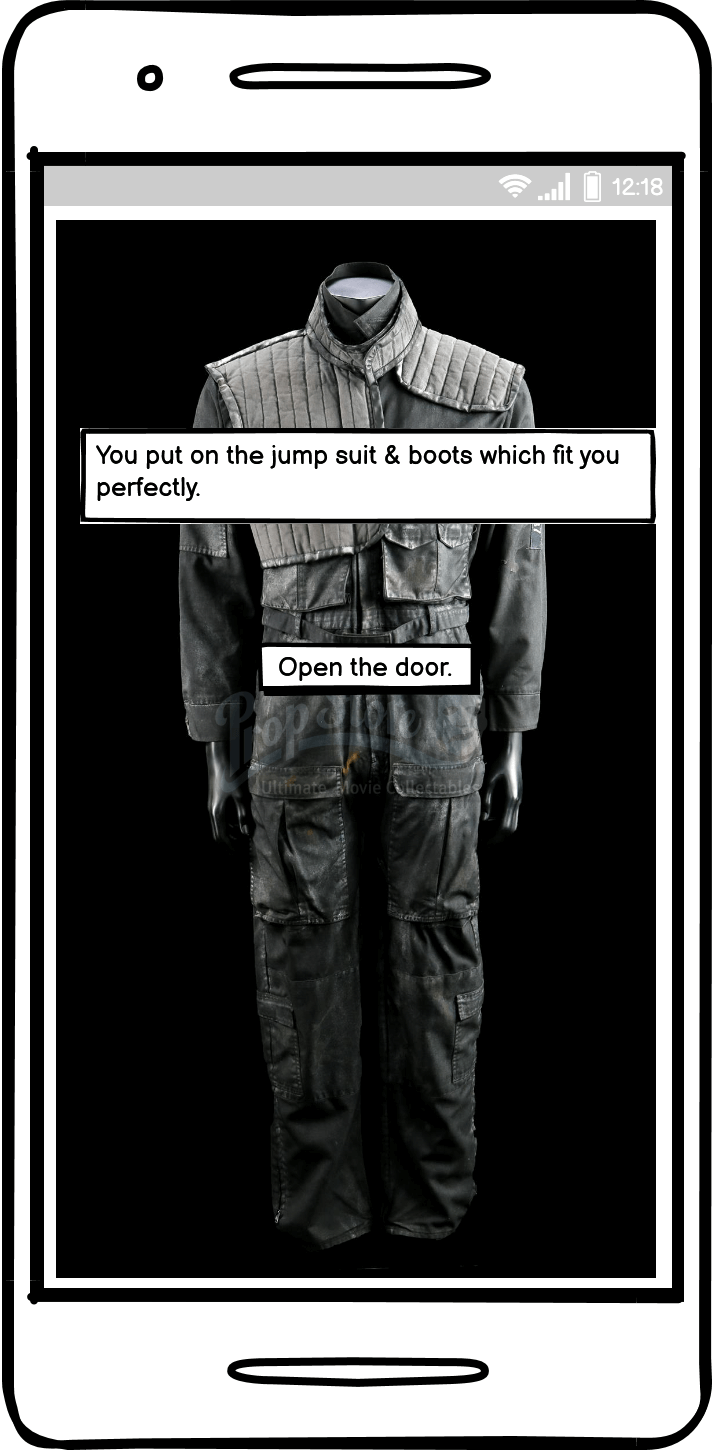 12:18
You put on the jump suit & boots which fit you
perfectly.
Open the door.
Ultimate Movie Collectables